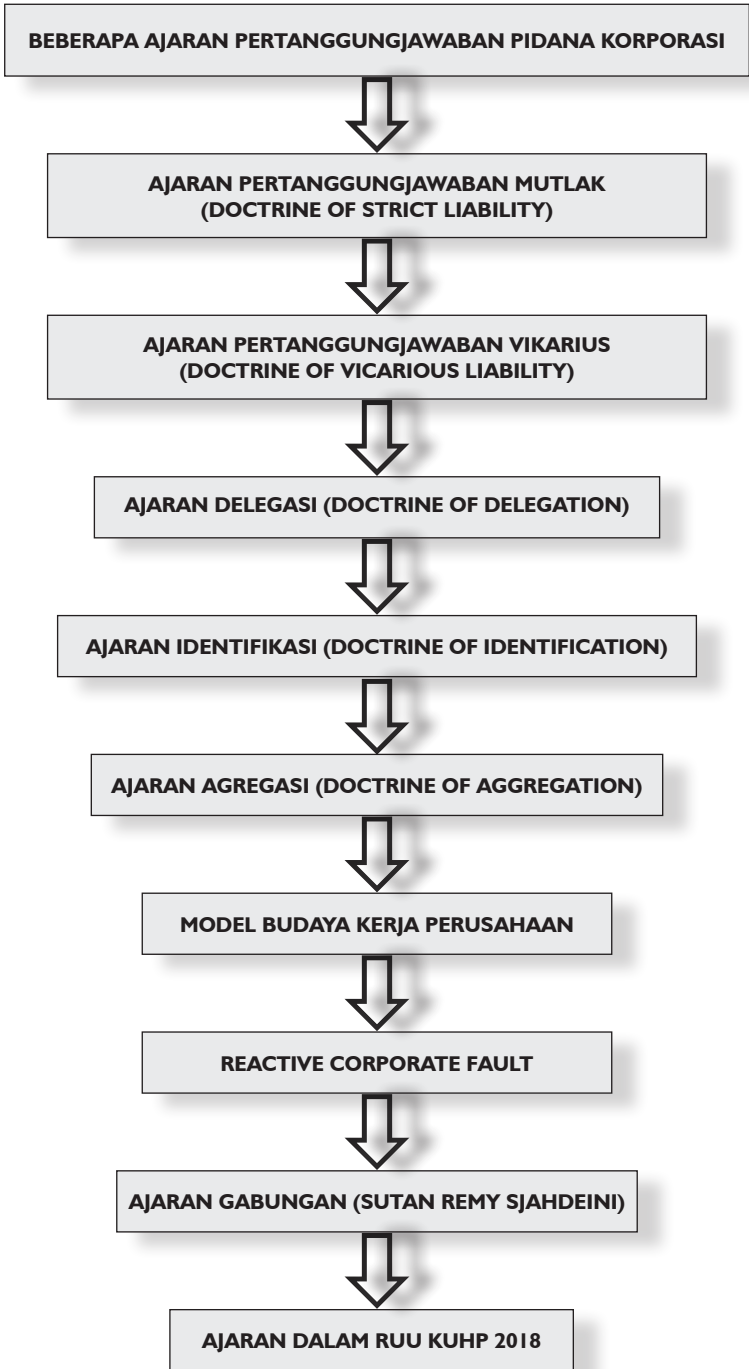 BEBERAPA AJARAN PERTANGGUNGJAWABAN PIDANA KORPORASI
AJARAN PERTANGGUNGJAWABAN MUTLAK
(DOCTRINE OF STRICT LIABILITY)
AJARAN PERTANGGUNGJAWABAN VIKARIUS
(DOCTRINE OF VICARIOUS LIABILITY)
AJARAN DELEGASI (DOCTRINE OF DELEGATION)
AJARAN IDENTIFIKASI (DOCTRINE OF IDENTIFICATION)
AJARAN AGREGASI (DOCTRINE OF AGGREGATION)
MODEL BUDAYA KERJA PERUSAHAAN
REACTIVE CORPORATE FAULT
AJARAN GABUNGAN (SUTAN REMY SJAHDEINI)
AJARAN DALAM RUU KUHP 2018